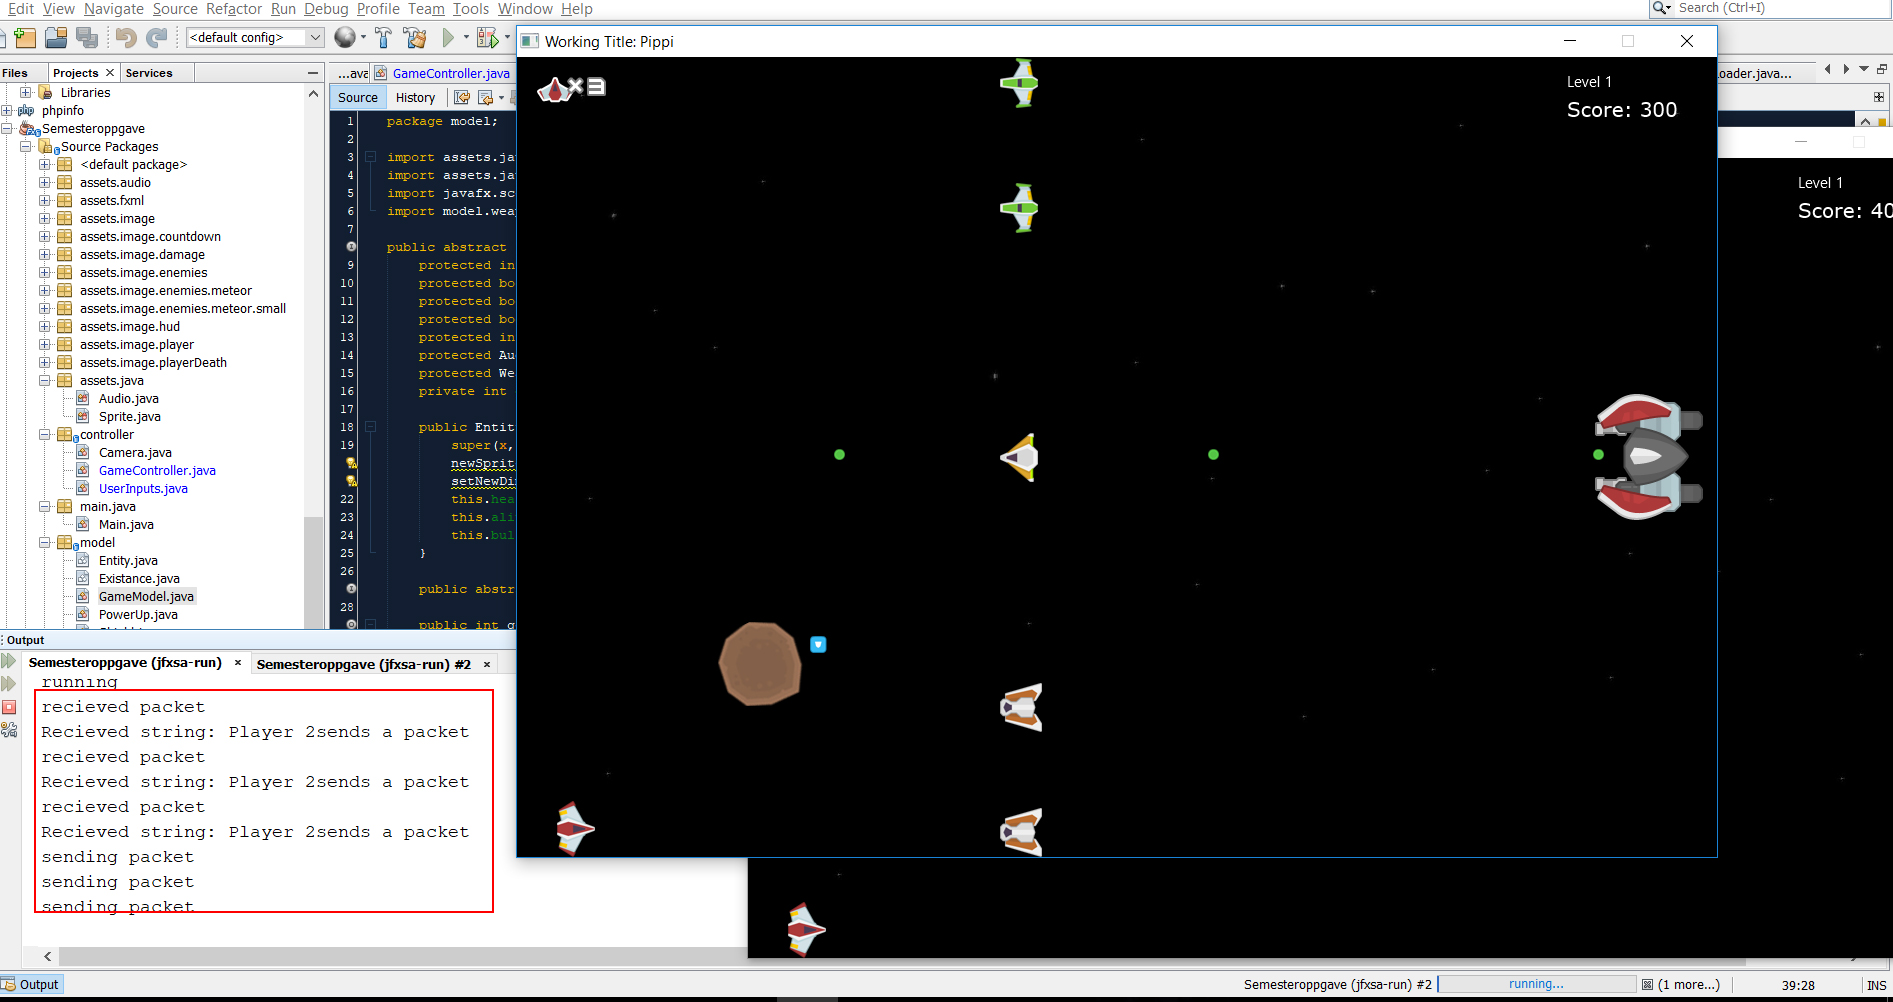 Edit View Navigate Source Refactor Run Debug Profile Team Tools Window Help
Search (Ctrl+I)
<default config>
Files Projects Services
Libraries
phpinfo
Semesteroppgave
Source Packages
<default package>
assets.audio
assets.fxml
assets.image
assets.image.countdown
assets.image.damage
assets.image.enemies
assets.image.enemies.meteor
assets.image.enemies.meteor.small
assets.image.hud
assets.image.player
assets.image.playerDeath
assets.java
Audio.java
Sprite.java
controller
Camera.java
GameController.java
UserInputs.java
main.java
Main.java
model
Entity.java
Existance.java
GameModel.java
PowerUp.java
...ava GameController.java
Source History
1 package model;
2
3 import assets.ja
4 import assets.ja
5 import javafx.sc
6 import model.wea
7
public abstract
9 protected in
10 protected bo
11 protected bo
12 protected bo
13 protected in
14 protected Au
15 protected We
16 private int
17
18 public Entit
19 super(x,
newSprit
setNewDi
22 this.hea
23 this.ali
24 this.bul
25 }
26
public abstr
28
public int g
Working Title: Pippi
×3
Level 1
Score: 300
oader.java...
Level 1
Score: 40
Output
Semesteroppgave (jfxsa-run) × Semesteroppgave (jfxsa-run) #2 ×
running
recieved packet
Recieved string: Player 2sends a packet
recieved packet
Recieved string: Player 2sends a packet
recieved packet
Recieved string: Player 2sends a packet
sending packet
sending packet
sending packet
Output
Semesteroppgave (jfxsa-run) #2 running... (1 more...) 39:28 INS